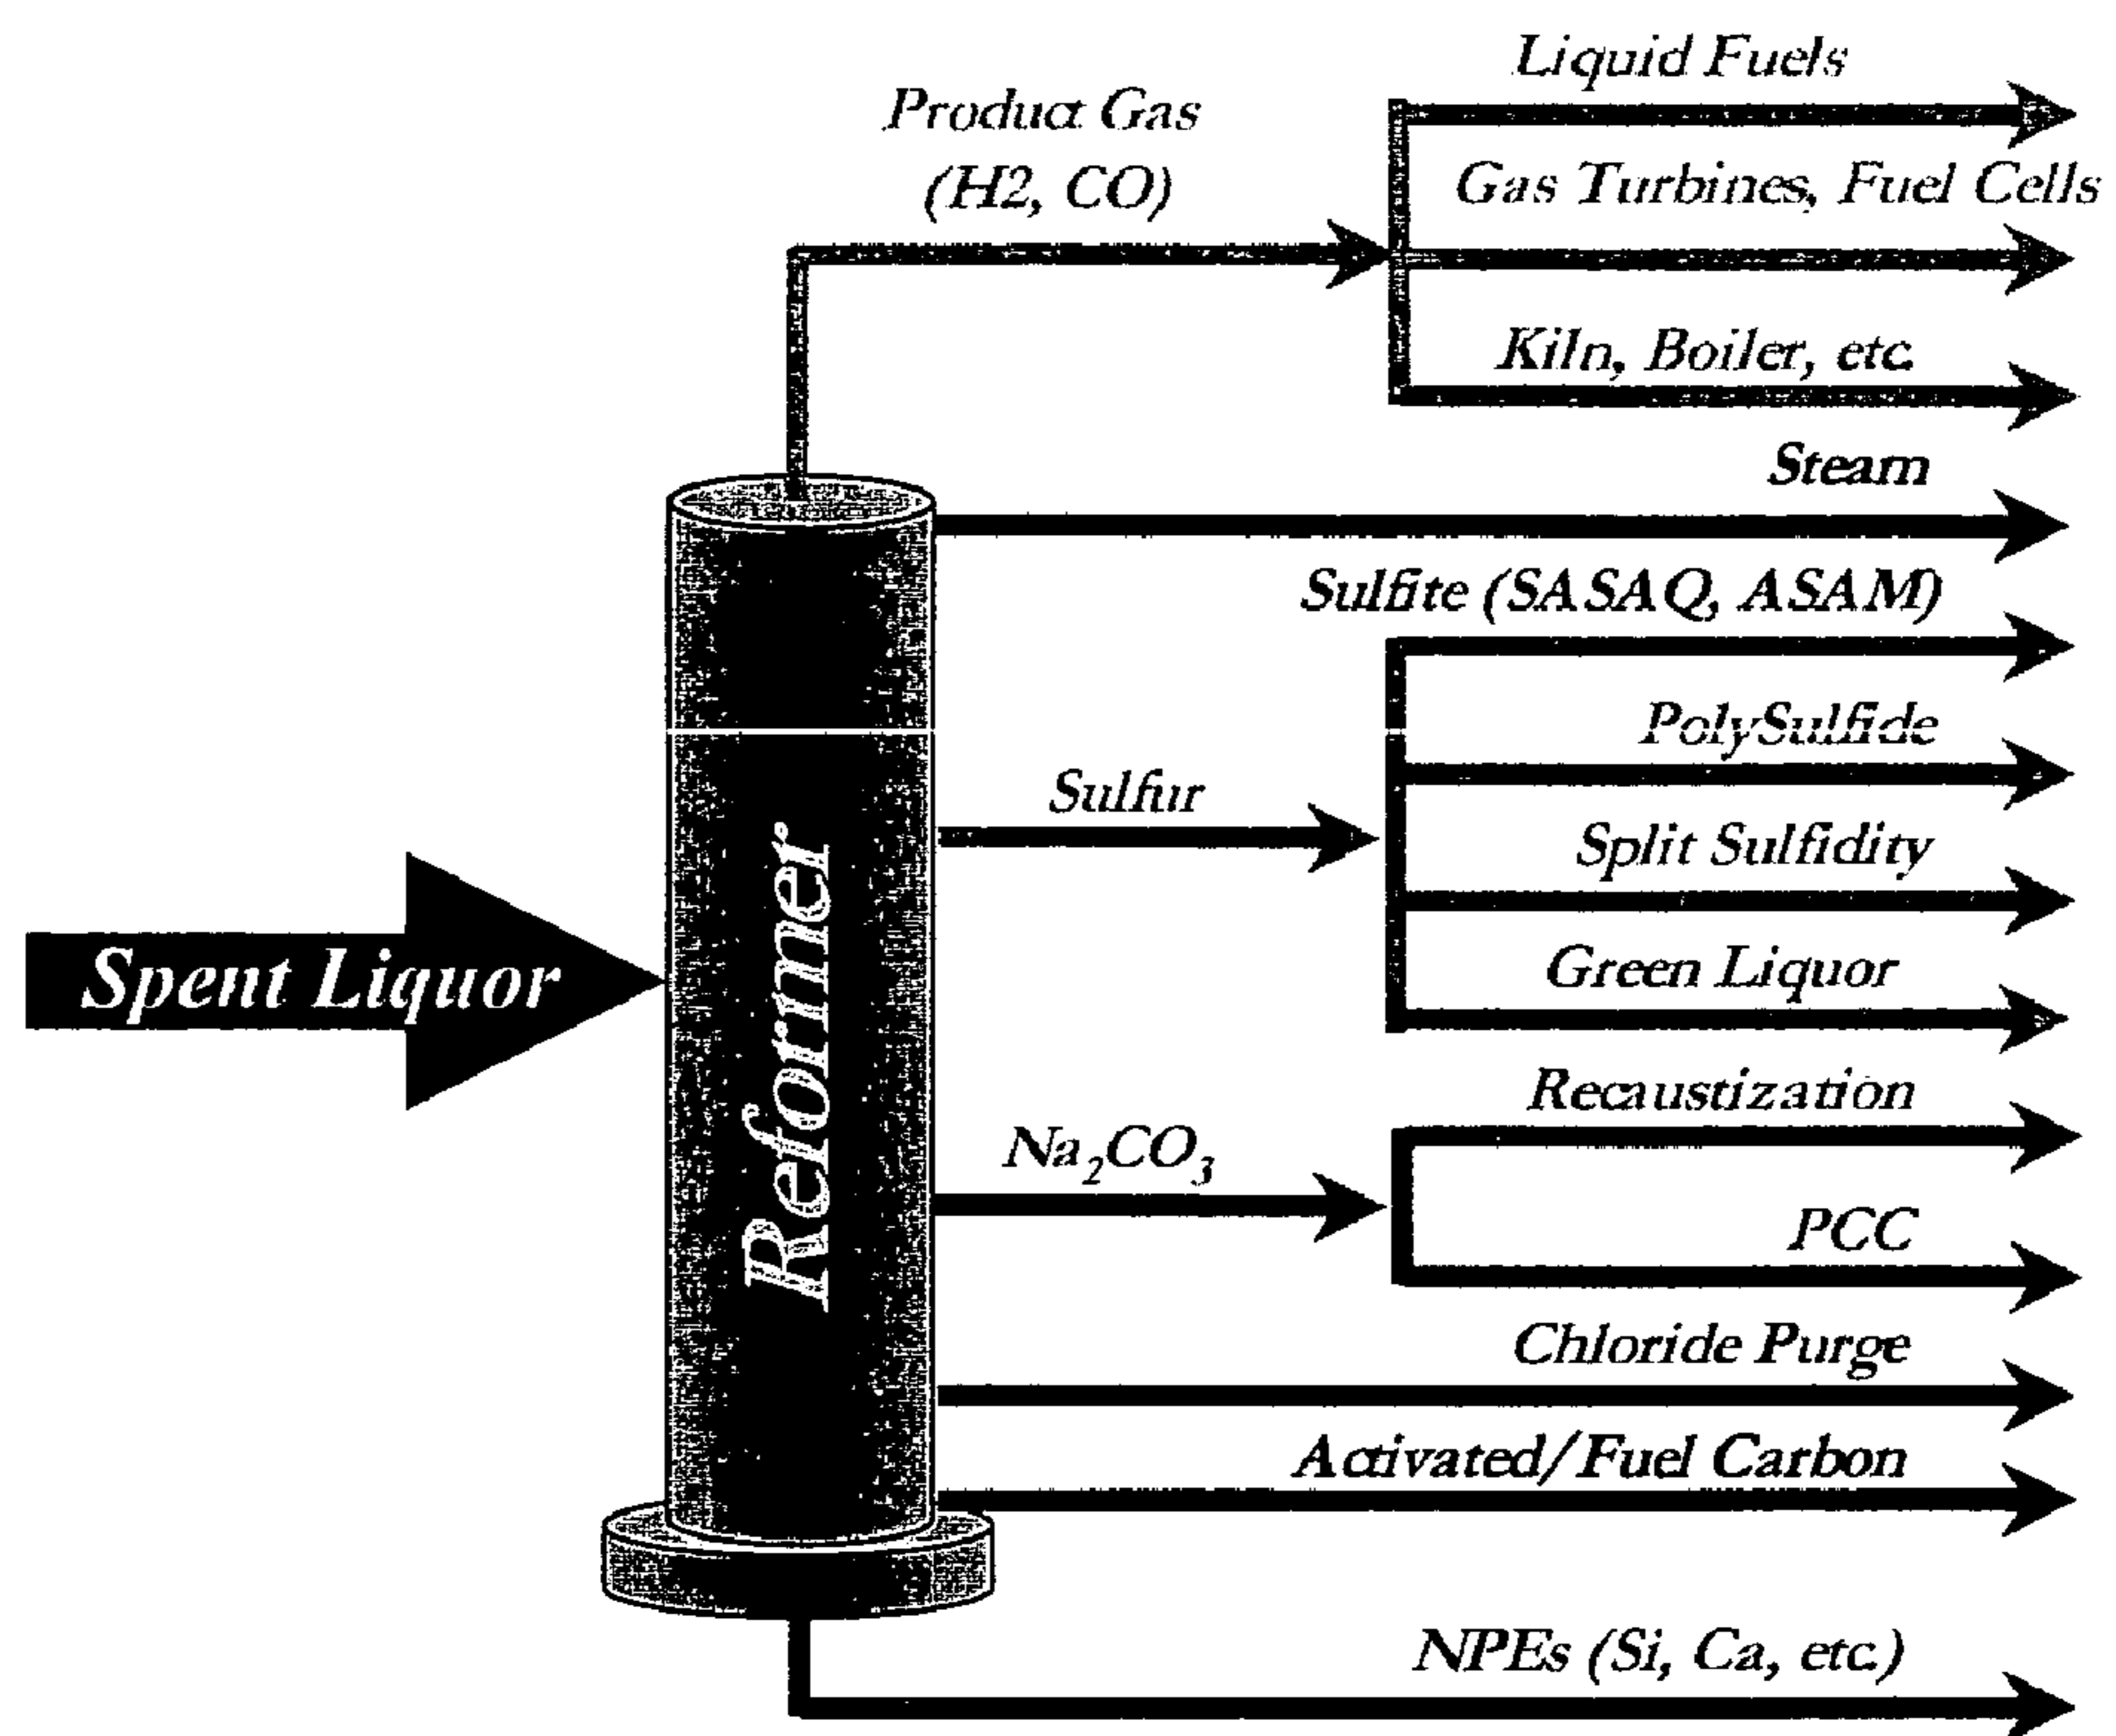 Liquid Fuels
Product Gas
(H2, CO)
Gas Turbines, Fuel Cells
Kiln, Boiler, etc.
Steam
Sulfite (SASAQ, ASAM)
PolySulfide
Sulfur
Split Sulfidity
Spent Liquor
Reformer
Green Liquor
Recaustization
Na₂CO₃
PCC
Chloride Purge
Activated/Fuel Carbon
NPEs (Si, Ca, etc.)